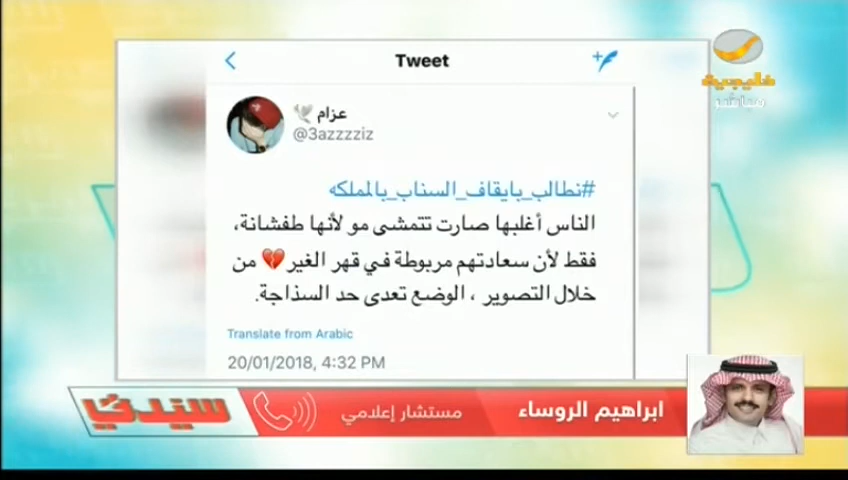 Tweet
خليجية
مباشر
عزام
@3azzzziz
#نطالب_بايقاف_السناب_بالمملكه
الناس أغلبها صارت تتمشى مو لأنها طفشانة،
فقط لأن سعادتهم مربوطة في قهر الغير💔 من
خلال التصوير ، الوضع تعدى حد السذاجة.
Translate from Arabic
20/01/2018, 4:32 PM
ابراهيم الروساء
مستشار إعلامي
سيدتي